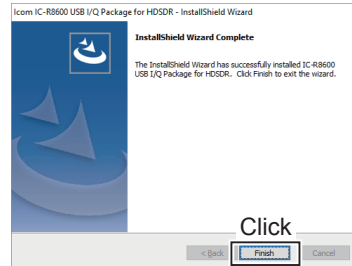 Icom IC-R8600 USB I/Q Package for HDSDR - InstallShield Wizard
InstallShield Wizard Complete
The InstallShield Wizard has successfully installed IC-R8600
USB I/Q Package for HDSDR. Click Finish to exit the wizard.
Click
< Back Finish Cancel